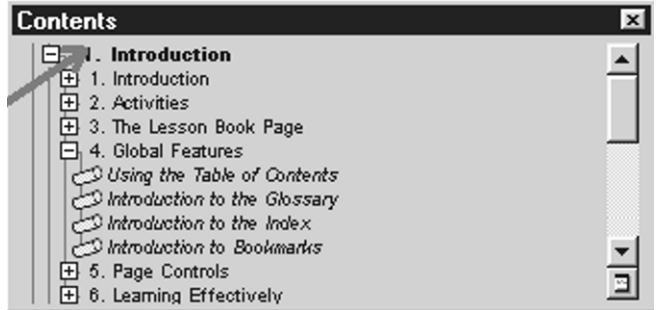 Contents
1. Introduction
1. Introduction
2. Activities
3. The Lesson Book Page
4. Global Features
Using the Table of Contents
Introduction to the Glossary
Introduction to the Index
Introduction to Bookmarks
5. Page Controls
6. Learning Effectively